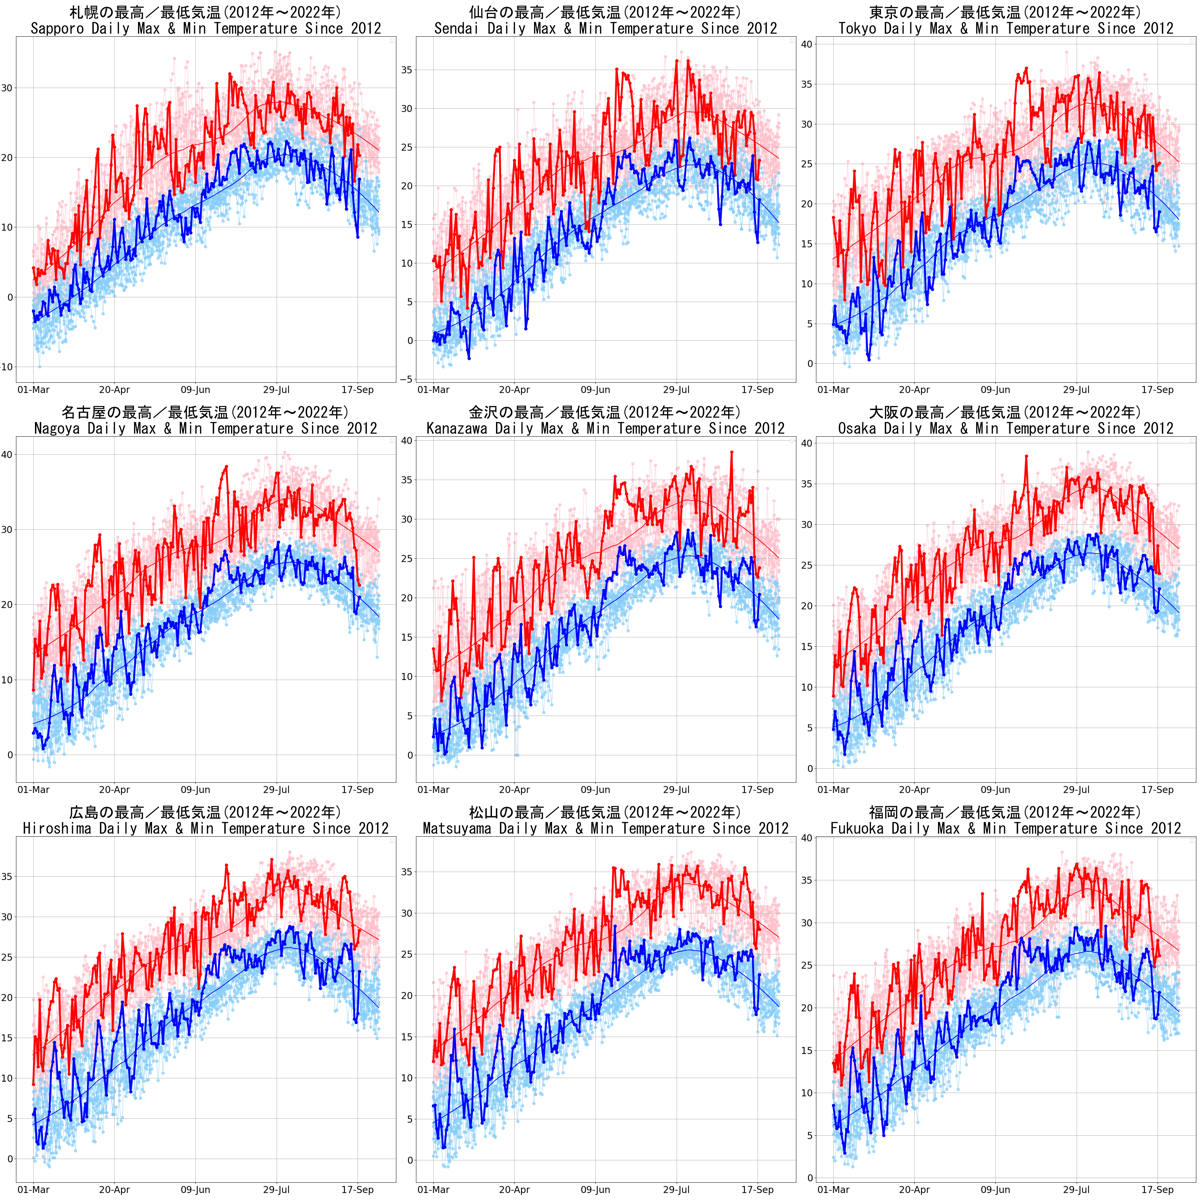 札幌の最高／最低気温(2012年～2022年)
Sapporo Daily Max & Min Temperature Since 2012
30
20
10
0
10
01-Mar 20-Apr 09-Jun 29-Jul 17-Sep
仙台の最高／最低気温(2012年～2022年)
Sendai Daily Max & Min Temperature Since 2012
35
30
25
20
15
10
5
0
−5
01-Mar 20-Apr 09-Jun 29-Jul 17-Sep
東京の最高／最低気温(2012年～2022年)
Tokyo Daily Max & Min Temperature Since 2012
40
35
30
25
20
15
10
5
0
01-Mar 20-Apr 09-Jun 29-Jul 17-Sep
名古屋の最高／最低気温(2012年～2022年)
Nagoya Daily Max & Min Temperature Since 2012
40
30
20
10
0
01-Mar 20-Apr 09-Jun 29-Jul 17-Sep
金沢の最高／最低気温(2012年～2022年)
Kanazawa Daily Max & Min Temperature Since 2012
40
35
30
25
20
15
10
5
0
01-Mar 20-Apr 09-Jun 29-Jul 17-Sep
大阪の最高／最低気温(2012年～2022年)
Osaka Daily Max & Min Temperature Since 2012
40
35
30
25
20
15
10
5
0
01-Mar 20-Apr 09-Jun 29-Jul 17-Sep
広島の最高／最低気温(2012年～2022年)
Hiroshima Daily Max & Min Temperature Since 2012
35
30
25
20
15
10
5
0
01-Mar 20-Apr 09-Jun 29-Jul 17-Sep
松山の最高／最低気温(2012年～2022年)
Matsuyama Daily Max & Min Temperature Since 2012
35
30
25
20
15
10
5
0
01-Mar 20-Apr 09-Jun 29-Jul 17-Sep
福岡の最高／最低気温(2012年～2022年)
Fukuoka Daily Max & Min Temperature Since 2012
40
35
30
25
20
15
10
5
0
01-Mar 20-Apr 09-Jun 29-Jul 17-Sep